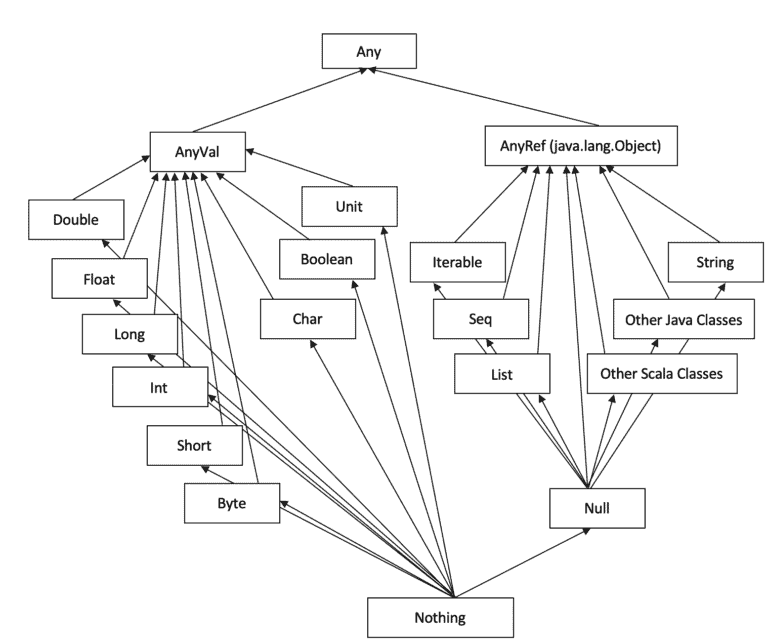 Any
AnyVal
AnyRef (java.lang.Object)
Double
Unit
Float
Boolean
Iterable
String
Long
Char
Seq
Other Java Classes
Int
List
Other Scala Classes
Short
Byte
Null
Nothing